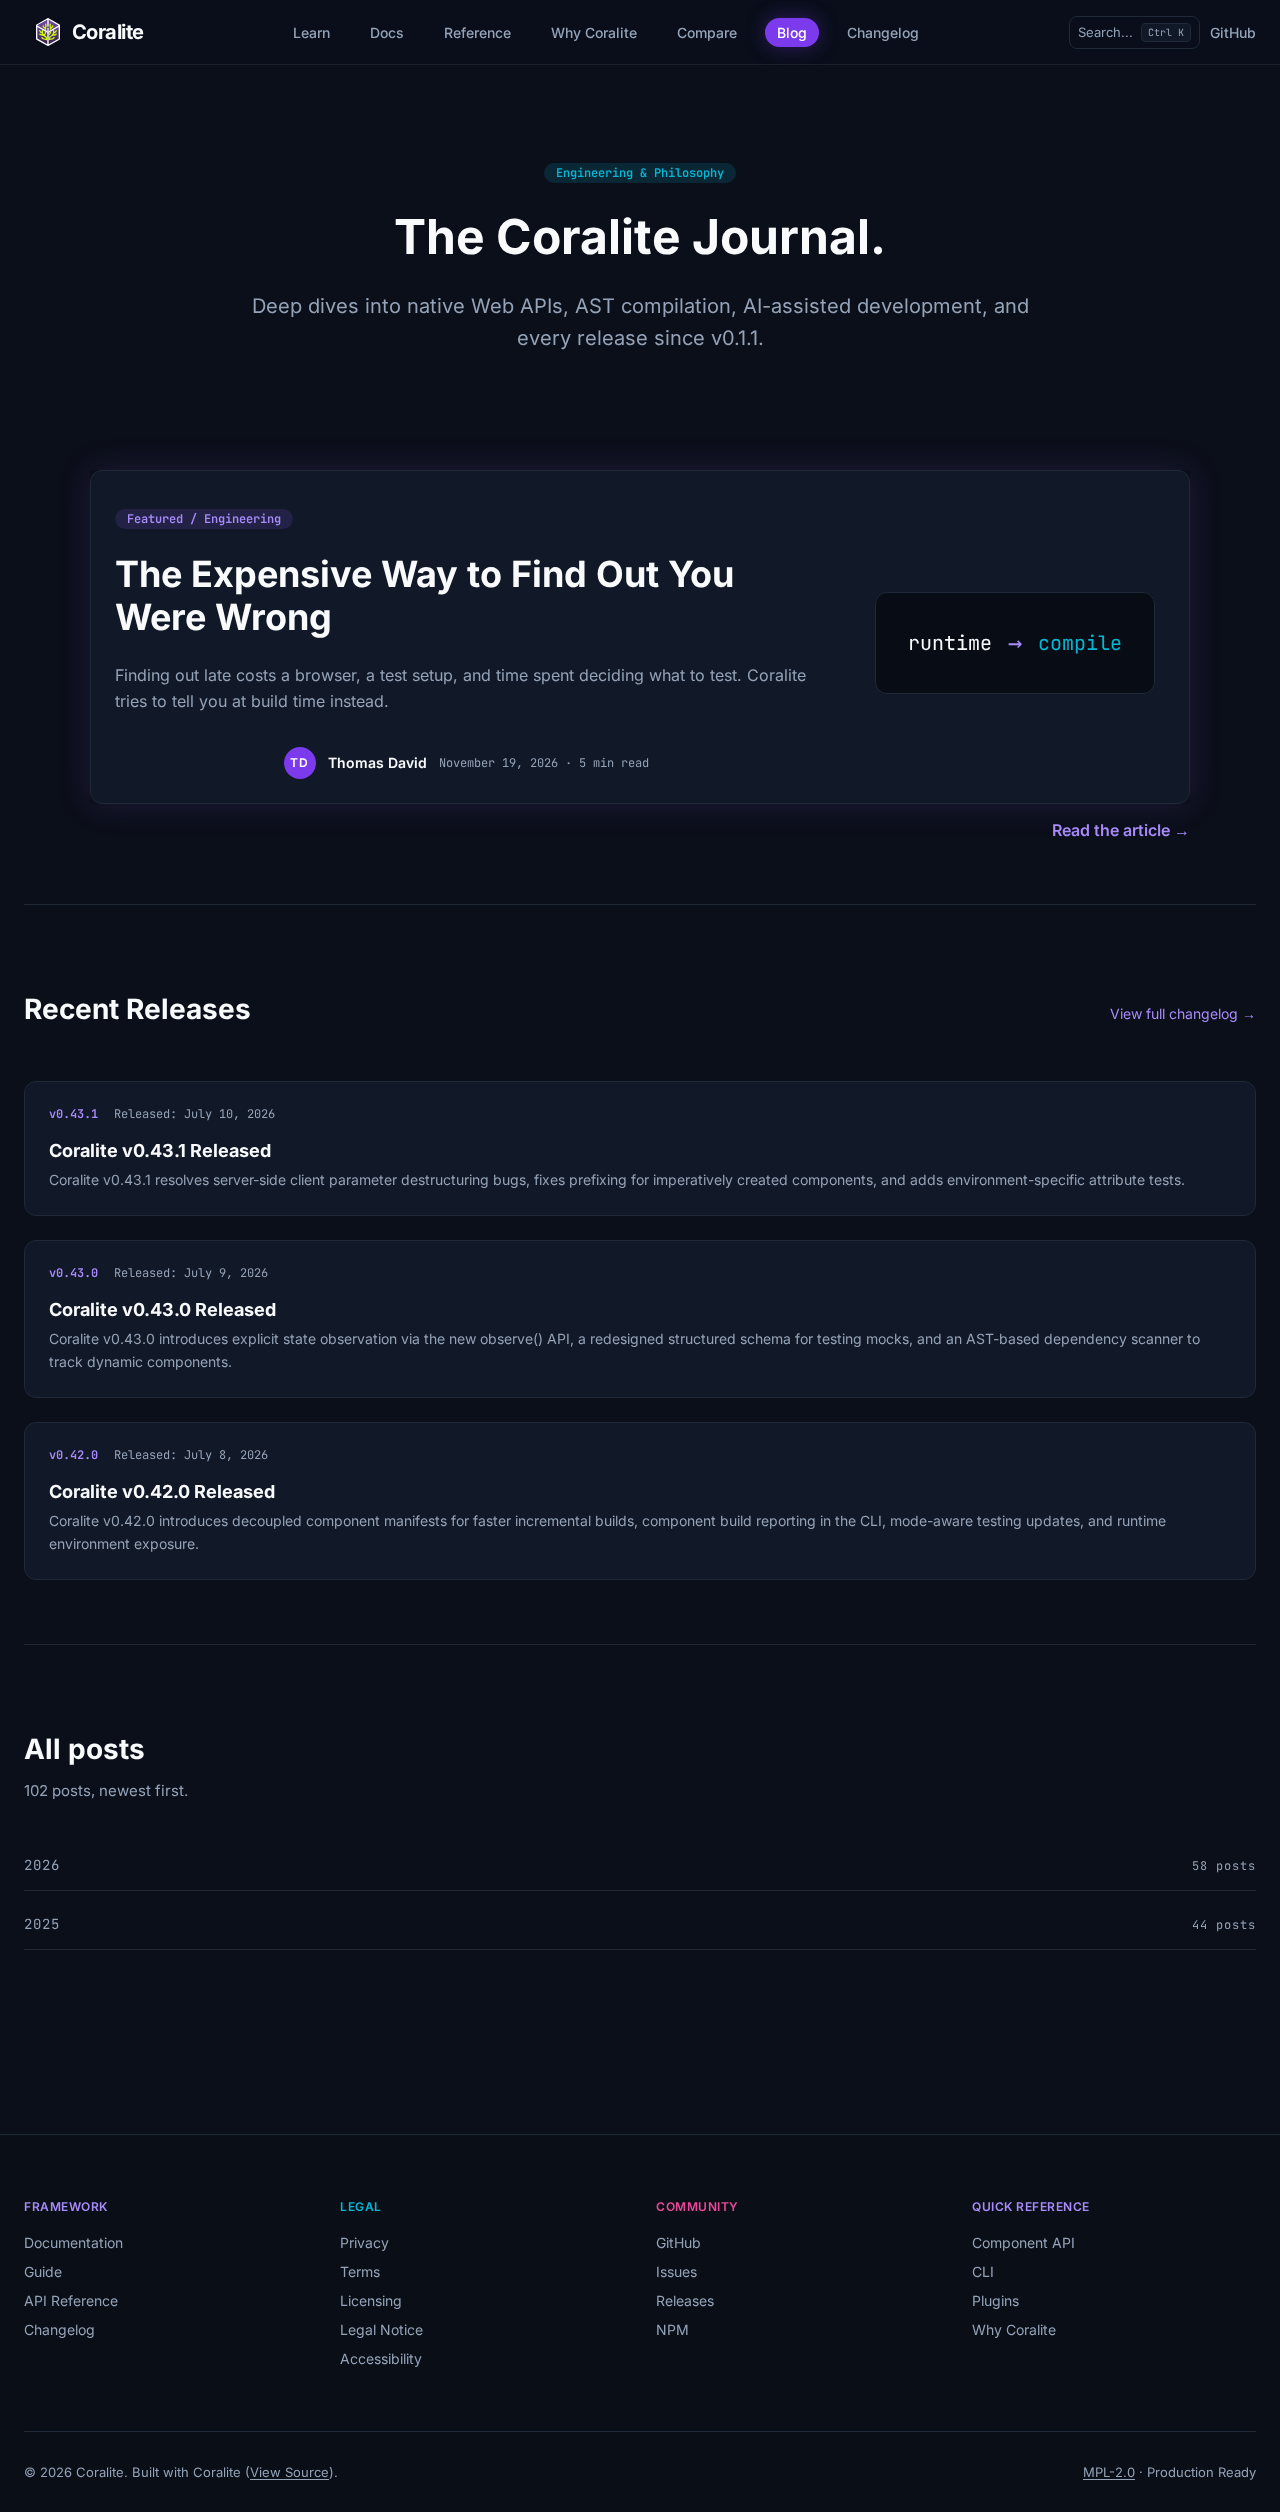 Coralite
Learn
Docs
Reference
Why Coralite
Compare
Blog
Changelog
Search...
Ctrl K
GitHub
Engineering & Philosophy
The Coralite Journal.
Deep dives into native Web APIs, AST compilation, AI-assisted development, and
every release since v0.1.1.
Featured / Engineering
The Expensive Way to Find Out You
Were Wrong
Finding out late costs a browser, a test setup, and time spent deciding what to test. Coralite
tries to tell you at build time instead.
runtime → compile
TD
Thomas David
November 19, 2026 · 5 min read
Read the article →
Recent Releases
View full changelog →
v0.43.1 Released: July 10, 2026
Coralite v0.43.1 Released
Coralite v0.43.1 resolves server-side client parameter destructuring bugs, fixes prefixing for imperatively created components, and adds environment-specific attribute tests.
v0.43.0 Released: July 9, 2026
Coralite v0.43.0 Released
Coralite v0.43.0 introduces explicit state observation via the new observe() API, a redesigned structured schema for testing mocks, and an AST-based dependency scanner to
track dynamic components.
v0.42.0 Released: July 8, 2026
Coralite v0.42.0 Released
Coralite v0.42.0 introduces decoupled component manifests for faster incremental builds, component build reporting in the CLI, mode-aware testing updates, and runtime
environment exposure.
All posts
102 posts, newest first.
2026
58 posts
2025
44 posts
FRAMEWORK
Documentation
Guide
API Reference
Changelog
LEGAL
Privacy
Terms
Licensing
Legal Notice
Accessibility
COMMUNITY
GitHub
Issues
Releases
NPM
QUICK REFERENCE
Component API
CLI
Plugins
Why Coralite
© 2026 Coralite. Built with Coralite (View Source).
MPL-2.0 · Production Ready